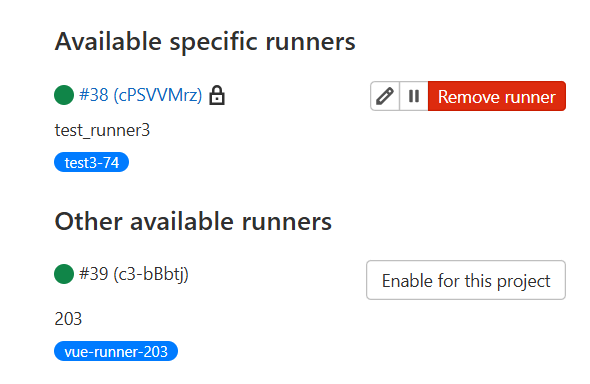 Available specific runners
#38 (cPSVVMrz)
Remove runner
test_runner3
test3-74
Other available runners
#39 (c3-bBbtj)
Enable for this project
203
vue-runner-203